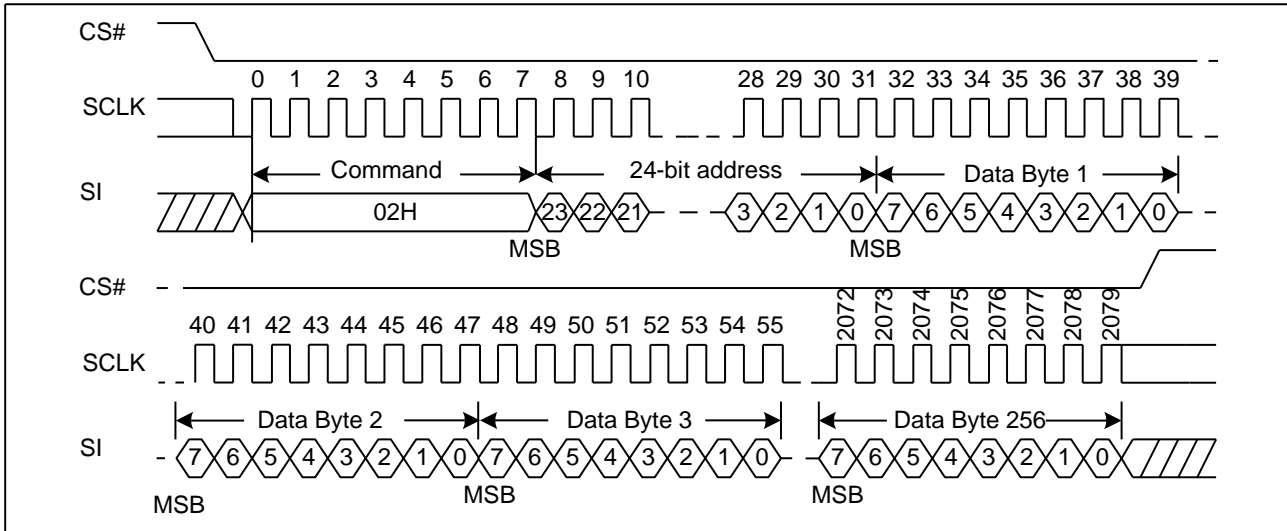 CS#
0 1 2 3 4 5 6 7 8 9 10 28 29 30 31 32 33 34 35 36 37 38 39
SCLK
Command 24-bit address Data Byte 1
SI
02H 23 22 21 3 2 1 0 7 6 5 4 3 2 1 0
MSB MSB
CS#
40 41 42 43 44 45 46 47 48 49 50 51 52 53 54 55 2072 2073 2074 2075 2076 2077 2078 2079
SCLK
Data Byte 2 Data Byte 3 Data Byte 256
SI
7 6 5 4 3 2 1 0 7 6 5 4 3 2 1 0 7 6 5 4 3 2 1 0
MSB MSB MSB